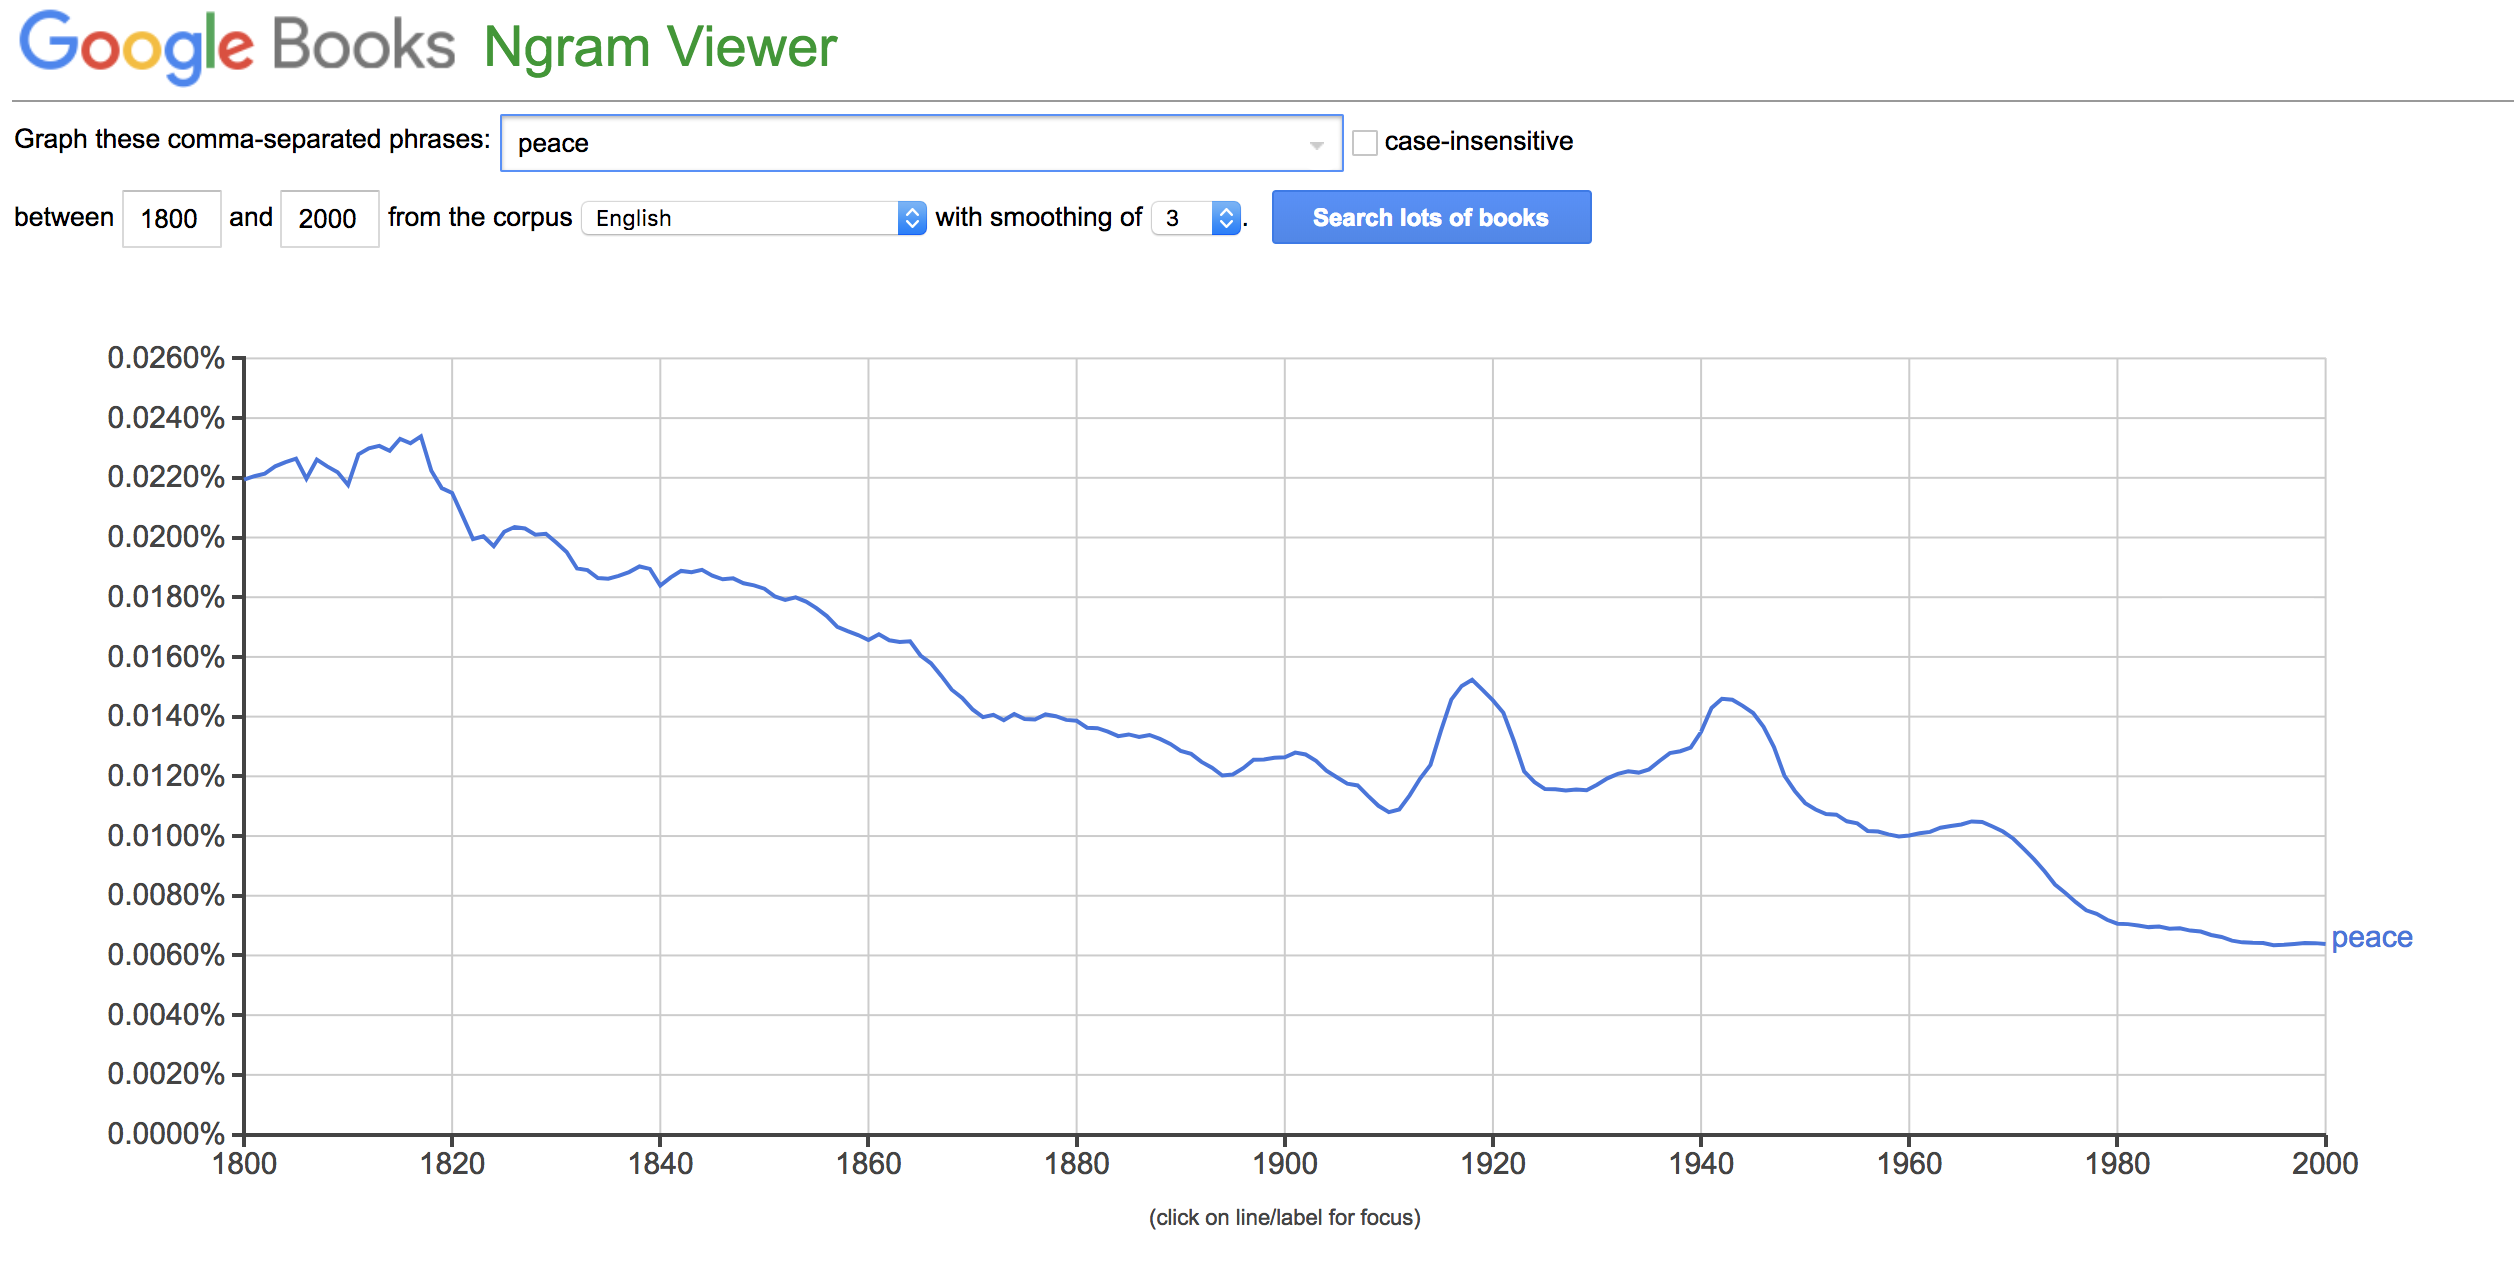 Google Books Ngram Viewer
Graph these comma-separated phrases: peace case-insensitive
between 1800 and 2000 from the corpus English with smoothing of 3 . Search lots of books
0.0260%
0.0240%
0.0220%
0.0200%
0.0180%
0.0160%
0.0140%
0.0120%
0.0100%
0.0080%
0.0060%
0.0040%
0.0020%
0.0000%
peace
1800 1820 1840 1860 1880 1900 1920 1940 1960 1980 2000
(click on line/label for focus)